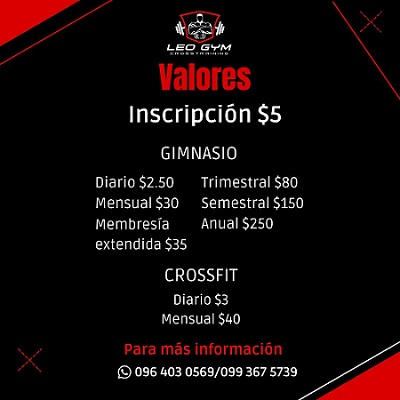 LEO GYM
CROSSTRAINING
Valores
Inscripción $5
GIMNASIO
Diario $2.50
Mensual $30
Membresía
extendida $35
Trimestral $80
Semestral $150
Anual $250
CROSSFIT
Diario $3
Mensual $40
Para más información
096 403 0569/099 367 5739